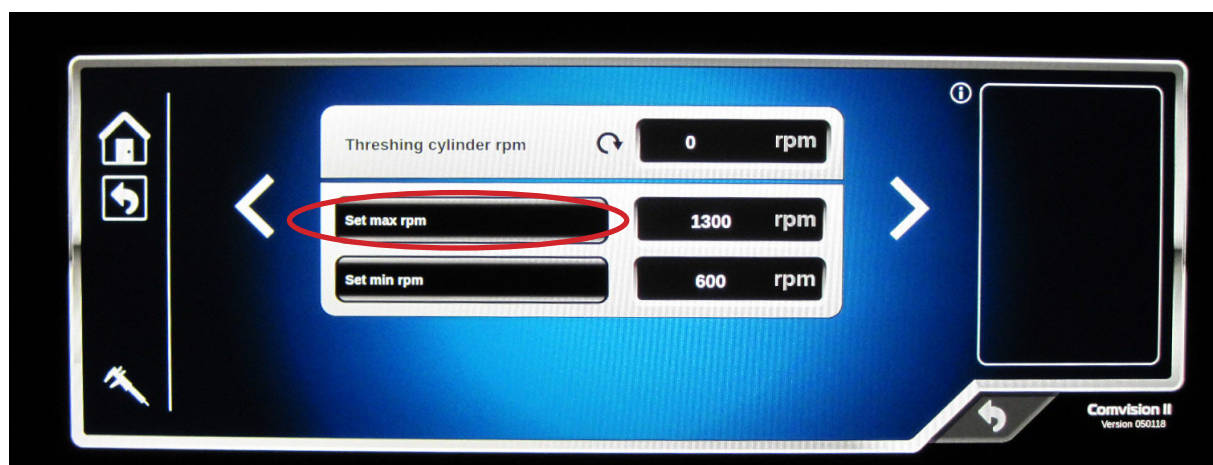 Threshing cylinder rpm 0 rpm
Set max rpm 1300 rpm
Set min rpm 600 rpm
Comvision II
Version 050118